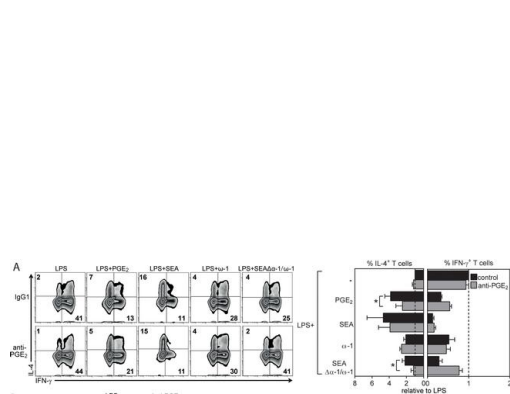 A
LPS LPS+PGE₂ LPS+SEA LPS+ω-1 LPS+SEAΔα-1/ω-1
IgG1
2 41 7 13 16 11 4 28 4 25
anti-PGE₂
1 44 5 21 15 11 4 30 2 41
IL-4
IFN-γ
% IL-4⁺ T cells % IFN-γ⁺ T cells
control
anti-PGE₂
LPS+
-
PGE₂ *
SEA
α-1
SEA *
Δα-1/ω-1
8 6 4 2 0 0 1 2
relative to LPS